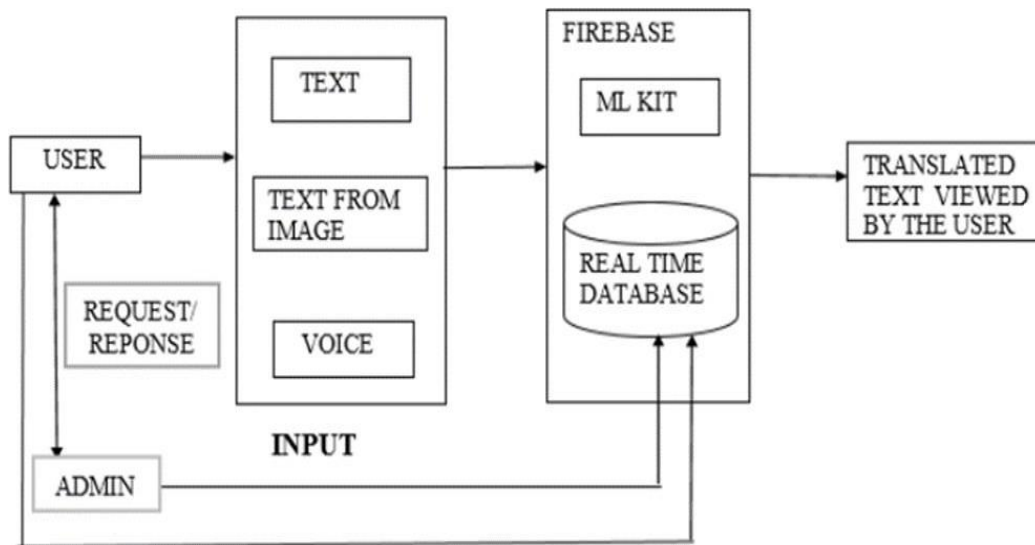 USER
REQUEST/
REPONSE
ADMIN
TEXT
TEXT FROM
IMAGE
VOICE
INPUT
FIREBASE
ML KIT
REAL TIME
DATABASE
TRANSLATED
TEXT VIEWED
BY THE USER